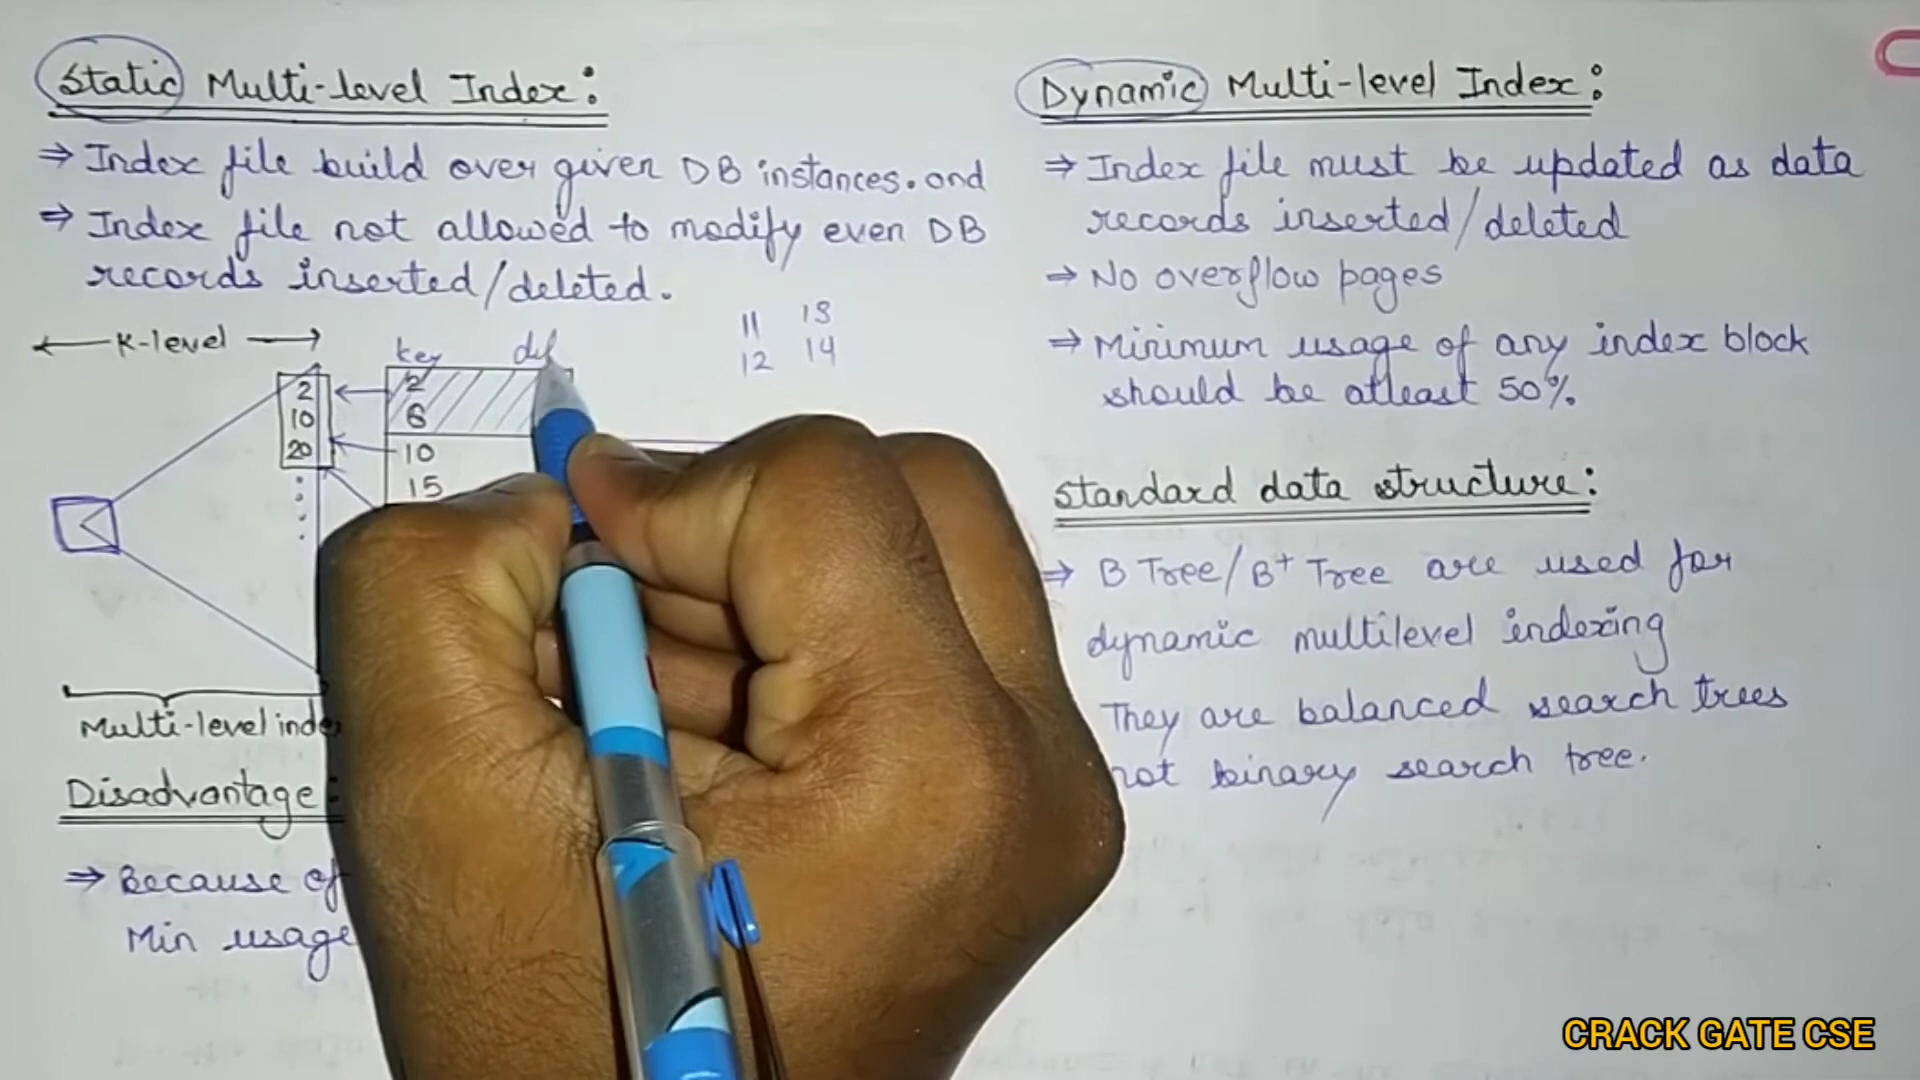 Static Multi-level Index:
⇒ Index file build over given DB instances. and
⇒ Index file not allowed to modify even DB
records inserted/deleted.
K-level
key del
11 13
12 14
2
10
20
2
6
10
15
Multi-level inde
Disadvantage:
⇒ Because of
Min usage
Dynamic Multi-level Index:
⇒ Index file must be updated as data
records inserted/deleted
⇒ No overflow pages
⇒ Minimum usage of any index block
should be atleast 50%.
Standard data structure:
⇒ B Tree/B+ Tree are used for
dynamic multilevel indexing
They are balanced search trees
not binary search tree.
CRACK GATE CSE